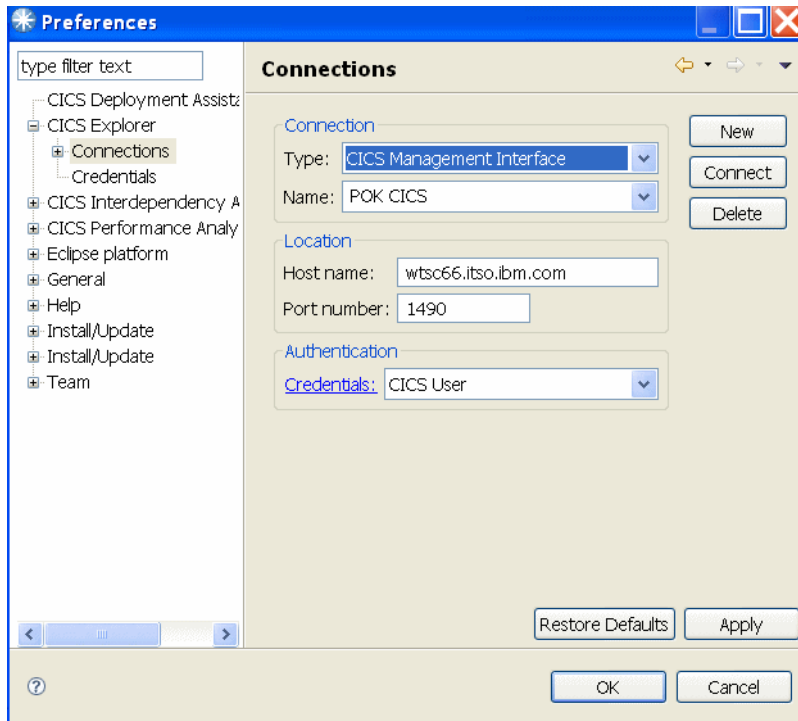 Preferences
type filter text
Connections
CICS Deployment Assista
CICS Explorer
Connections
Credentials
CICS Interdependency A
CICS Performance Analy
Eclipse platform
General
Help
Install/Update
Install/Update
Team
Connection
Type: CICS Management Interface
Name: POK CICS
New
Connect
Delete
Location
Host name: wtsc66.itso.ibm.com
Port number: 1490
Authentication
Credentials: CICS User
Restore Defaults Apply
? OK Cancel